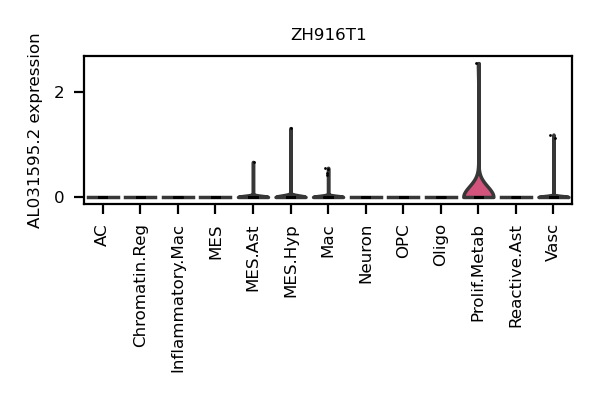 ZH916T1
AL031595.2 expression
2
0
AC
Chromatin.Reg
Inflammatory.Mac
MES
MES.Ast
MES.Hyp
Mac
Neuron
OPC
Oligo
Prolif.Metab
Reactive.Ast
Vasc